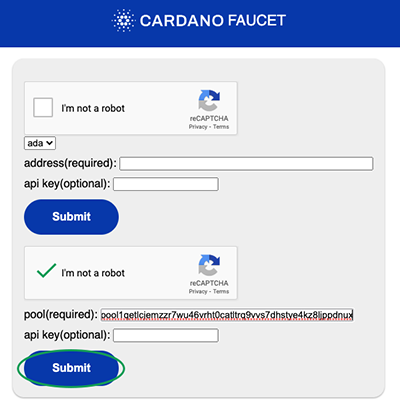 CARDANO FAUCET
I'm not a robot
reCAPTCHA
Privacy - Terms
ada
address(required):
api key(optional):
Submit
I'm not a robot
reCAPTCHA
Privacy - Terms
pool(required): pool1qetlcjemzzr7wu46vrht0catltrq9vvs7dhstye4kz8ljppdnux
api key(optional):
Submit